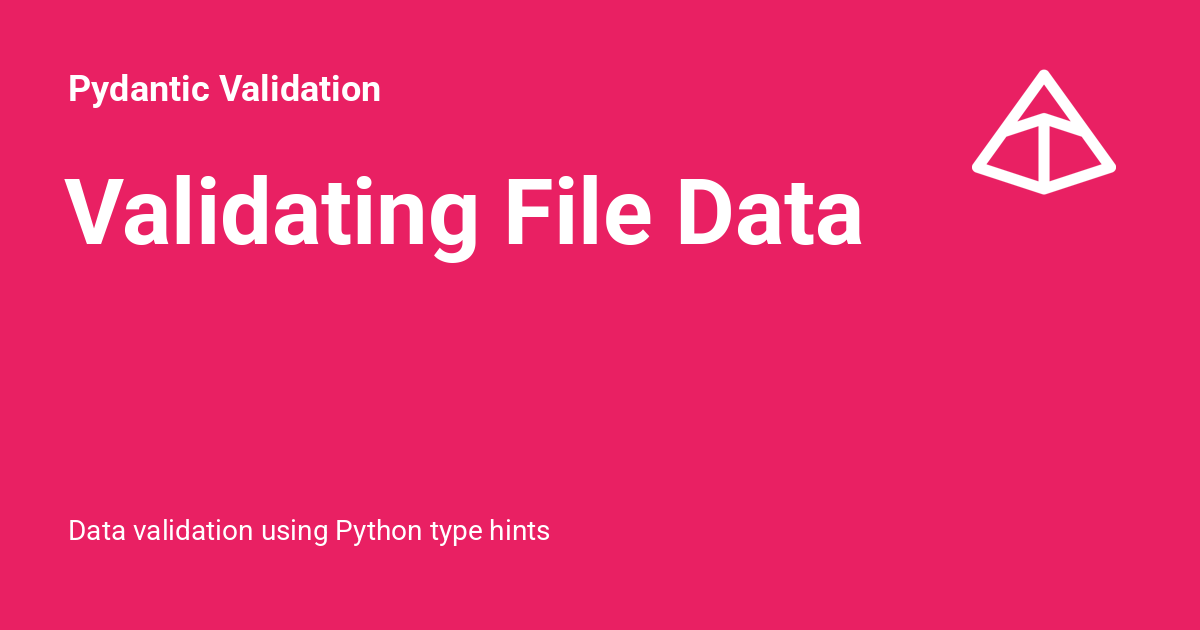 Pydantic Validation
Validating File Data
Data validation using Python type hints